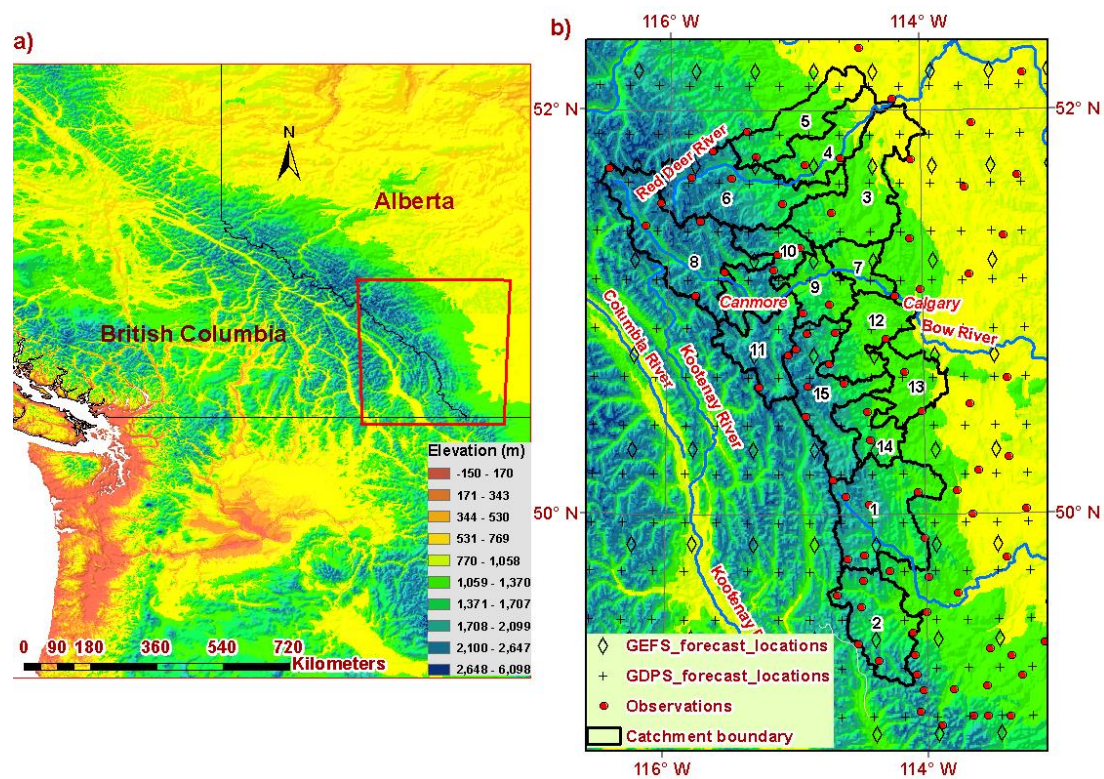 a)
N
Alberta
British Columbia
Elevation (m)
-150 - 170
171 - 343
344 - 530
531 - 769
770 - 1,058
1,059 - 1,370
1,371 - 1,707
1,708 - 2,099
2,100 - 2,647
2,648 - 6,098
0 90 180 360 540 720
Kilometers
b)
116° W 114° W
52° N 52° N
5
4
Red Deer River
3
6
10
8
7
9
Canmore
Calgary
Columbia River
Kootenay River
12
Bow River
11
13
15
14
50° N 50° N
1
Kootenay
2
GEFS_forecast_locations
GDPS_forecast_locations
Observations
Catchment boundary
116° W 114° W